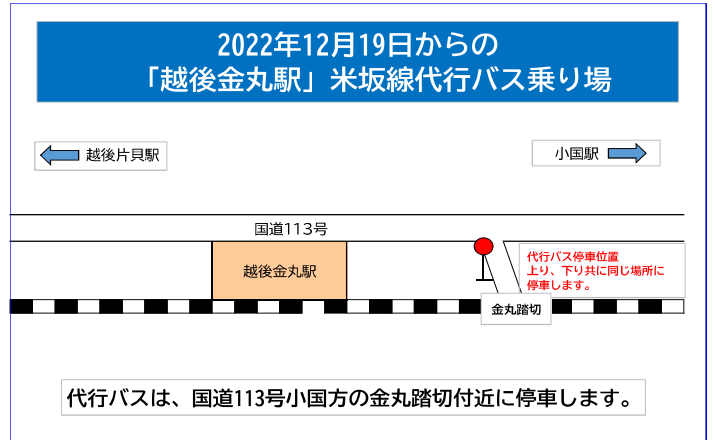 2022年12月19日からの
「越後金丸駅」米坂線代行バス乗り場
越後片貝駅
小国駅
国道113号
越後金丸駅
代行バス停車位置
上り、下り共に同じ場所に
停車します。
金丸踏切
代行バスは、国道113号小国方の金丸踏切付近に停車します。